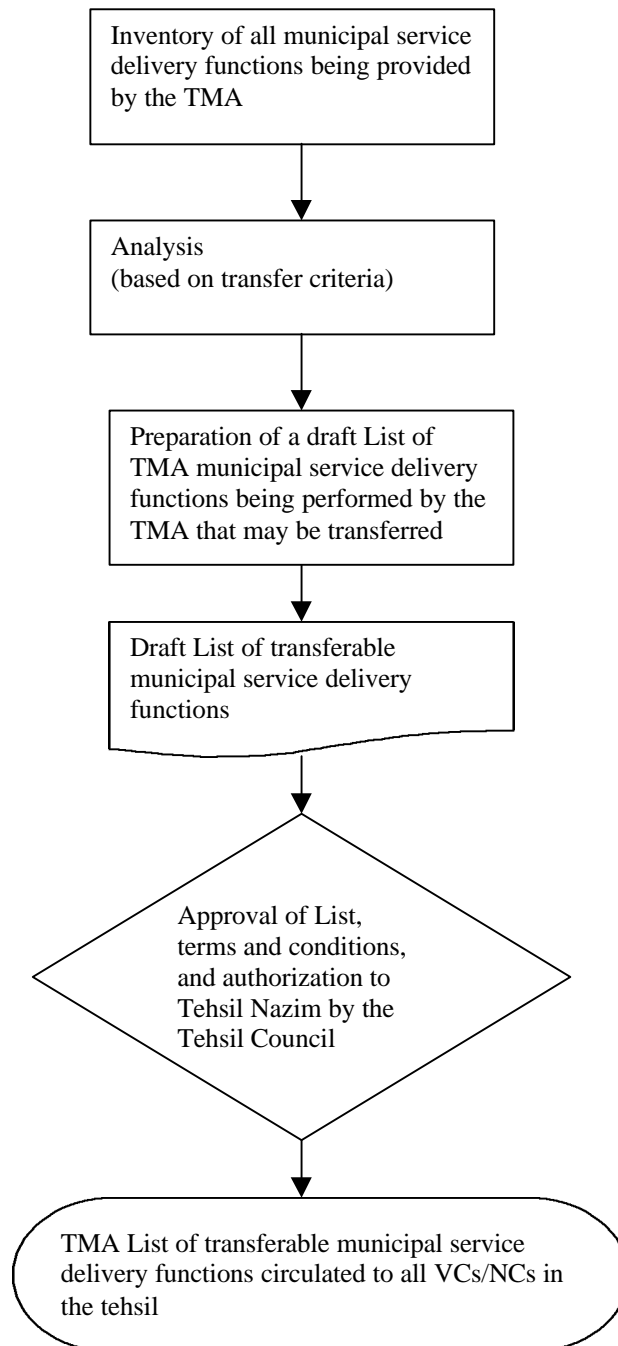 Inventory of all municipal service
delivery functions being provided
by the TMA
Analysis
(based on transfer criteria)
Preparation of a draft List of
TMA municipal service delivery
functions being performed by the
TMA that may be transferred
Draft List of transferable
municipal service delivery
functions
Approval of List,
terms and conditions,
and authorization to
Tehsil Nazim by the
Tehsil Council
TMA List of transferable municipal service
delivery functions circulated to all VCs/NCs in
the tehsil